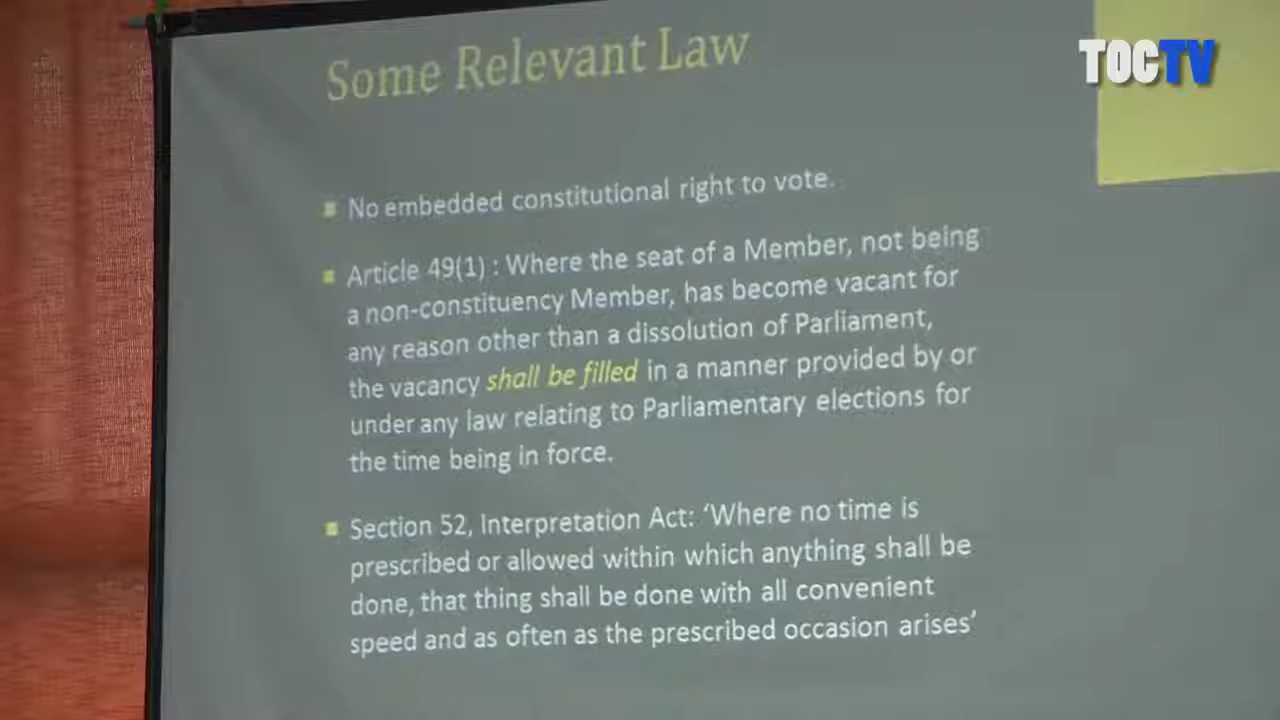 Some Relevant Law
TOCTV
No embedded constitutional right to vote.
Article 49(1) : Where the seat of a Member, not being
a non-constituency Member, has become vacant for
any reason other than a dissolution of Parliament,
the vacancy shall be filled in a manner provided by or
under any law relating to Parliamentary elections for
the time being in force.
Section 52, Interpretation Act: ‘Where no time is
prescribed or allowed within which anything shall be
done, that thing shall be done with all convenient
speed and as often as the prescribed occasion arises’